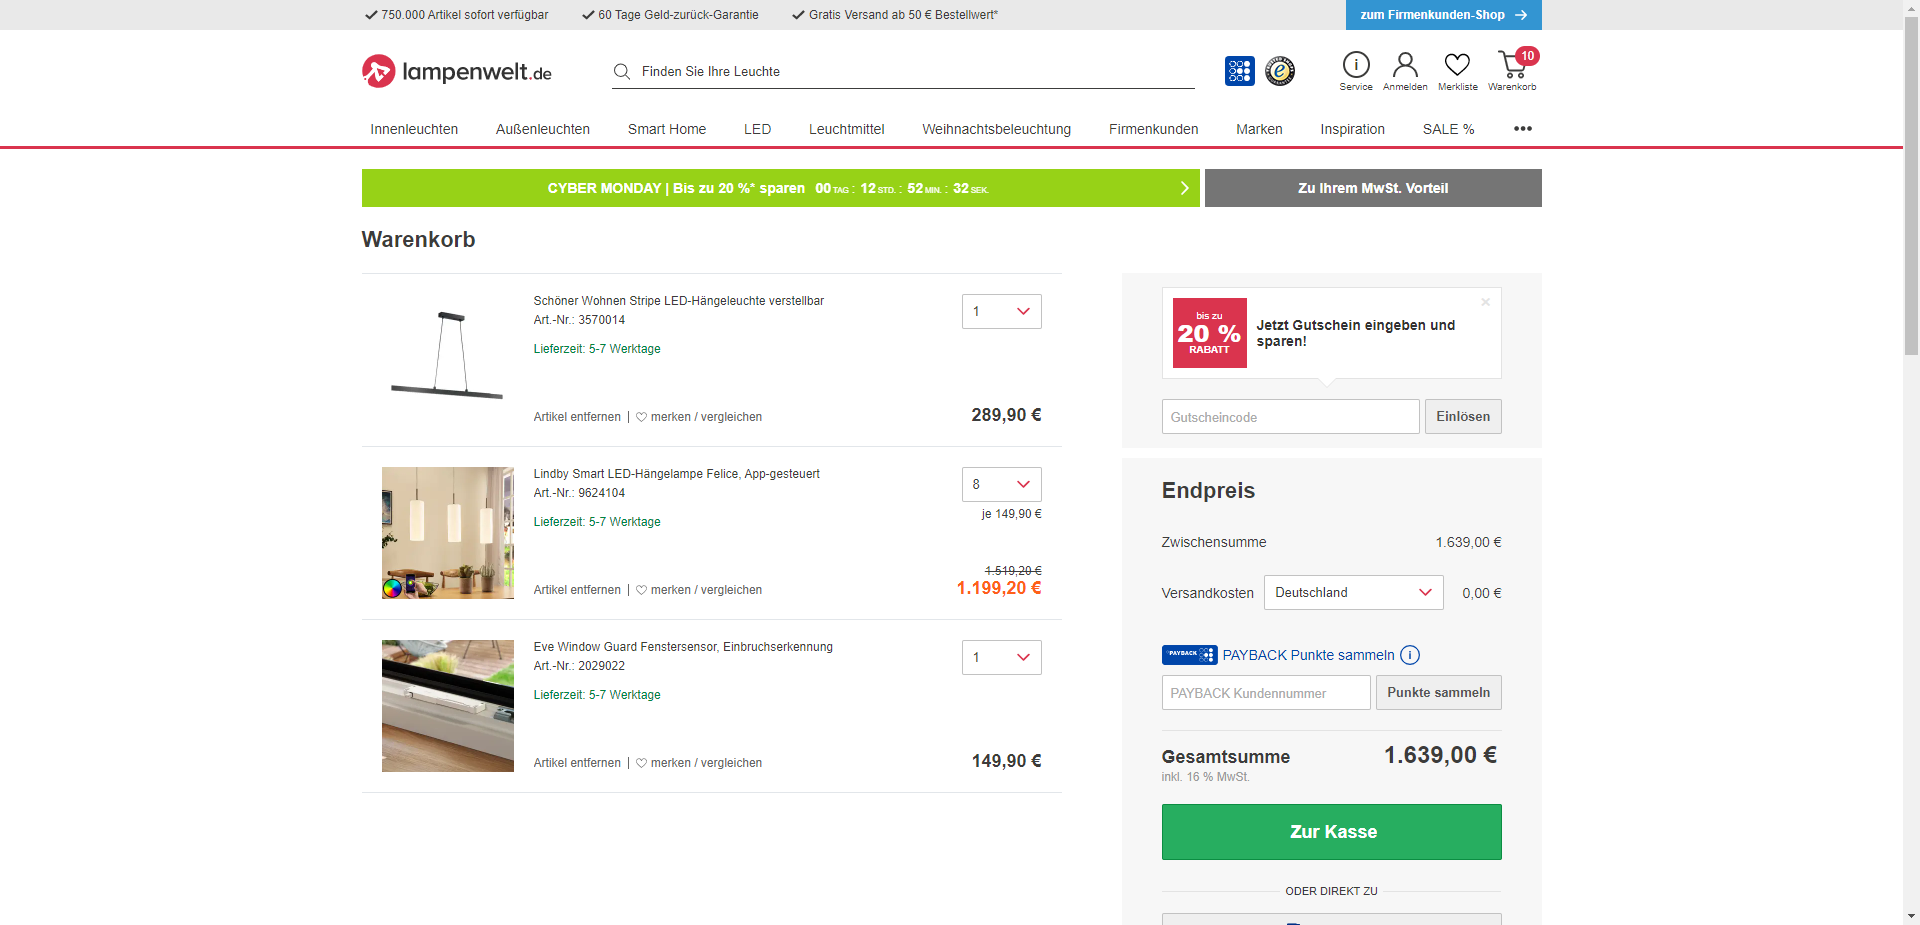 750.000 Artikel sofort verfügbar
60 Tage Geld-zurück-Garantie
Gratis Versand ab 50 € Bestellwert*
zum Firmenkunden-Shop
lampenwelt.de
Finden Sie Ihre Leuchte
Service
Anmelden
Merkliste
10
Warenkorb
Innenleuchten
Außenleuchten
Smart Home
LED
Leuchtmittel
Weihnachtsbeleuchtung
Firmenkunden
Marken
Inspiration
SALE %
CYBER MONDAY | Bis zu 20 %* sparen 00 TAG : 12 STD. : 52 MIN. : 32 SEK.
Zu Ihrem MwSt. Vorteil
Warenkorb
Schöner Wohnen Stripe LED-Hängeleuchte verstellbar
Art.-Nr.: 3570014
Lieferzeit: 5-7 Werktage
1
Artikel entfernen | merken / vergleichen
289,90 €
Lindby Smart LED-Hängelampe Felice, App-gesteuert
Art.-Nr.: 9624104
Lieferzeit: 5-7 Werktage
8
je 149,90 €
1.519,20 €
Artikel entfernen | merken / vergleichen
1.199,20 €
Eve Window Guard Fenstersensor, Einbruchserkennung
Art.-Nr.: 2029022
Lieferzeit: 5-7 Werktage
1
Artikel entfernen | merken / vergleichen
149,90 €
bis zu
20 %
RABATT
Jetzt Gutschein eingeben und
sparen!
Gutscheincode
Einlösen
Endpreis
Zwischensumme
1.639,00 €
Versandkosten
Deutschland
0,00 €
PAYBACK
PAYBACK Punkte sammeln
PAYBACK Kundennummer
Punkte sammeln
Gesamtsumme
1.639,00 €
inkl. 16 % MwSt.
Zur Kasse
ODER DIREKT ZU